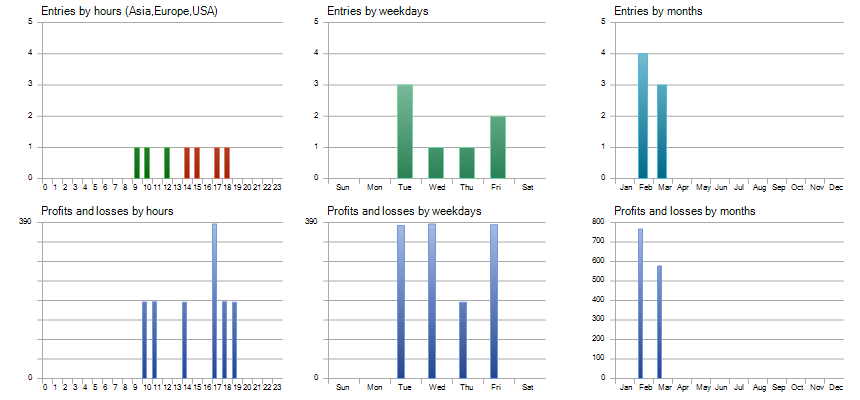 Entries by hours (Asia,Europe,USA)
5
4
3
2
1
0
0 1 2 3 4 5 6 7 8 9 10 11 12 13 14 15 16 17 18 19 20 21 22 23
Entries by weekdays
5
4
3
2
1
0
Sun Mon Tue Wed Thu Fri Sat
Entries by months
5
4
3
2
1
0
Jan Feb Mar Apr May Jun Jul Aug Sep Oct Nov Dec
Profits and losses by hours
390
0
0 1 2 3 4 5 6 7 8 9 10 11 12 13 14 15 16 17 18 19 20 21 22 23
Profits and losses by weekdays
390
0
Sun Mon Tue Wed Thu Fri Sat
Profits and losses by months
800
700
600
500
400
300
200
100
0
Jan Feb Mar Apr May Jun Jul Aug Sep Oct Nov Dec